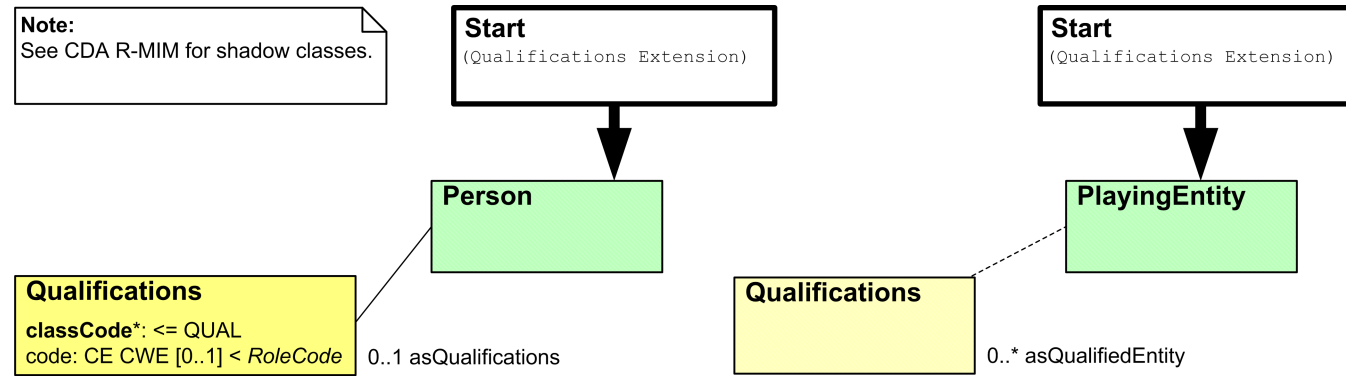 Note:
See CDA R-MIM for shadow classes.
Start
(Qualifications Extension)
Start
(Qualifications Extension)
Person
PlayingEntity
Qualifications
classCode*: <= QUAL
code: CE CWE [0..1] < RoleCode
0..1 asQualifications
Qualifications
0..* asQualifiedEntity